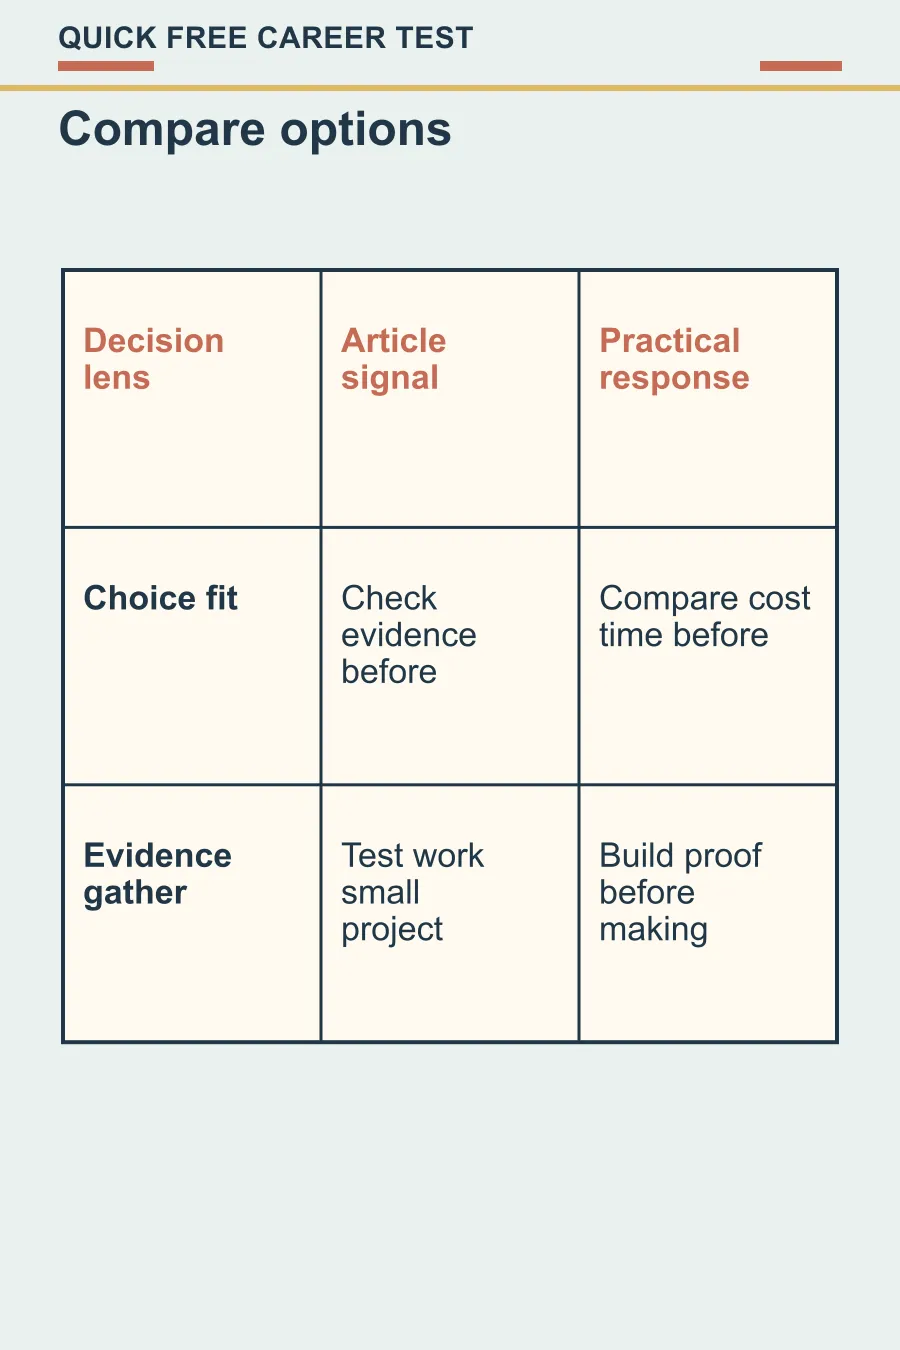 QUICK FREE CAREER TEST
Compare options
Decision
lens
Article
signal
Practical
response
Choice fit
Check
evidence
before
Compare cost
time before
Evidence
gather
Test work
small
project
Build proof
before
making